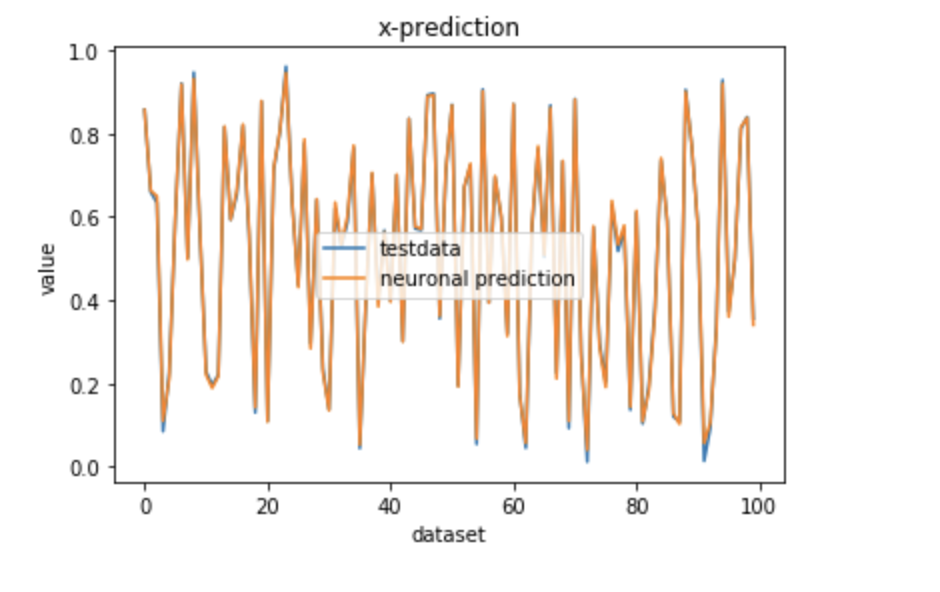 x-prediction
1.0
0.8
0.6
0.4
0.2
0.0
value
testdata
neuronal prediction
0 20 40 60 80 100
dataset